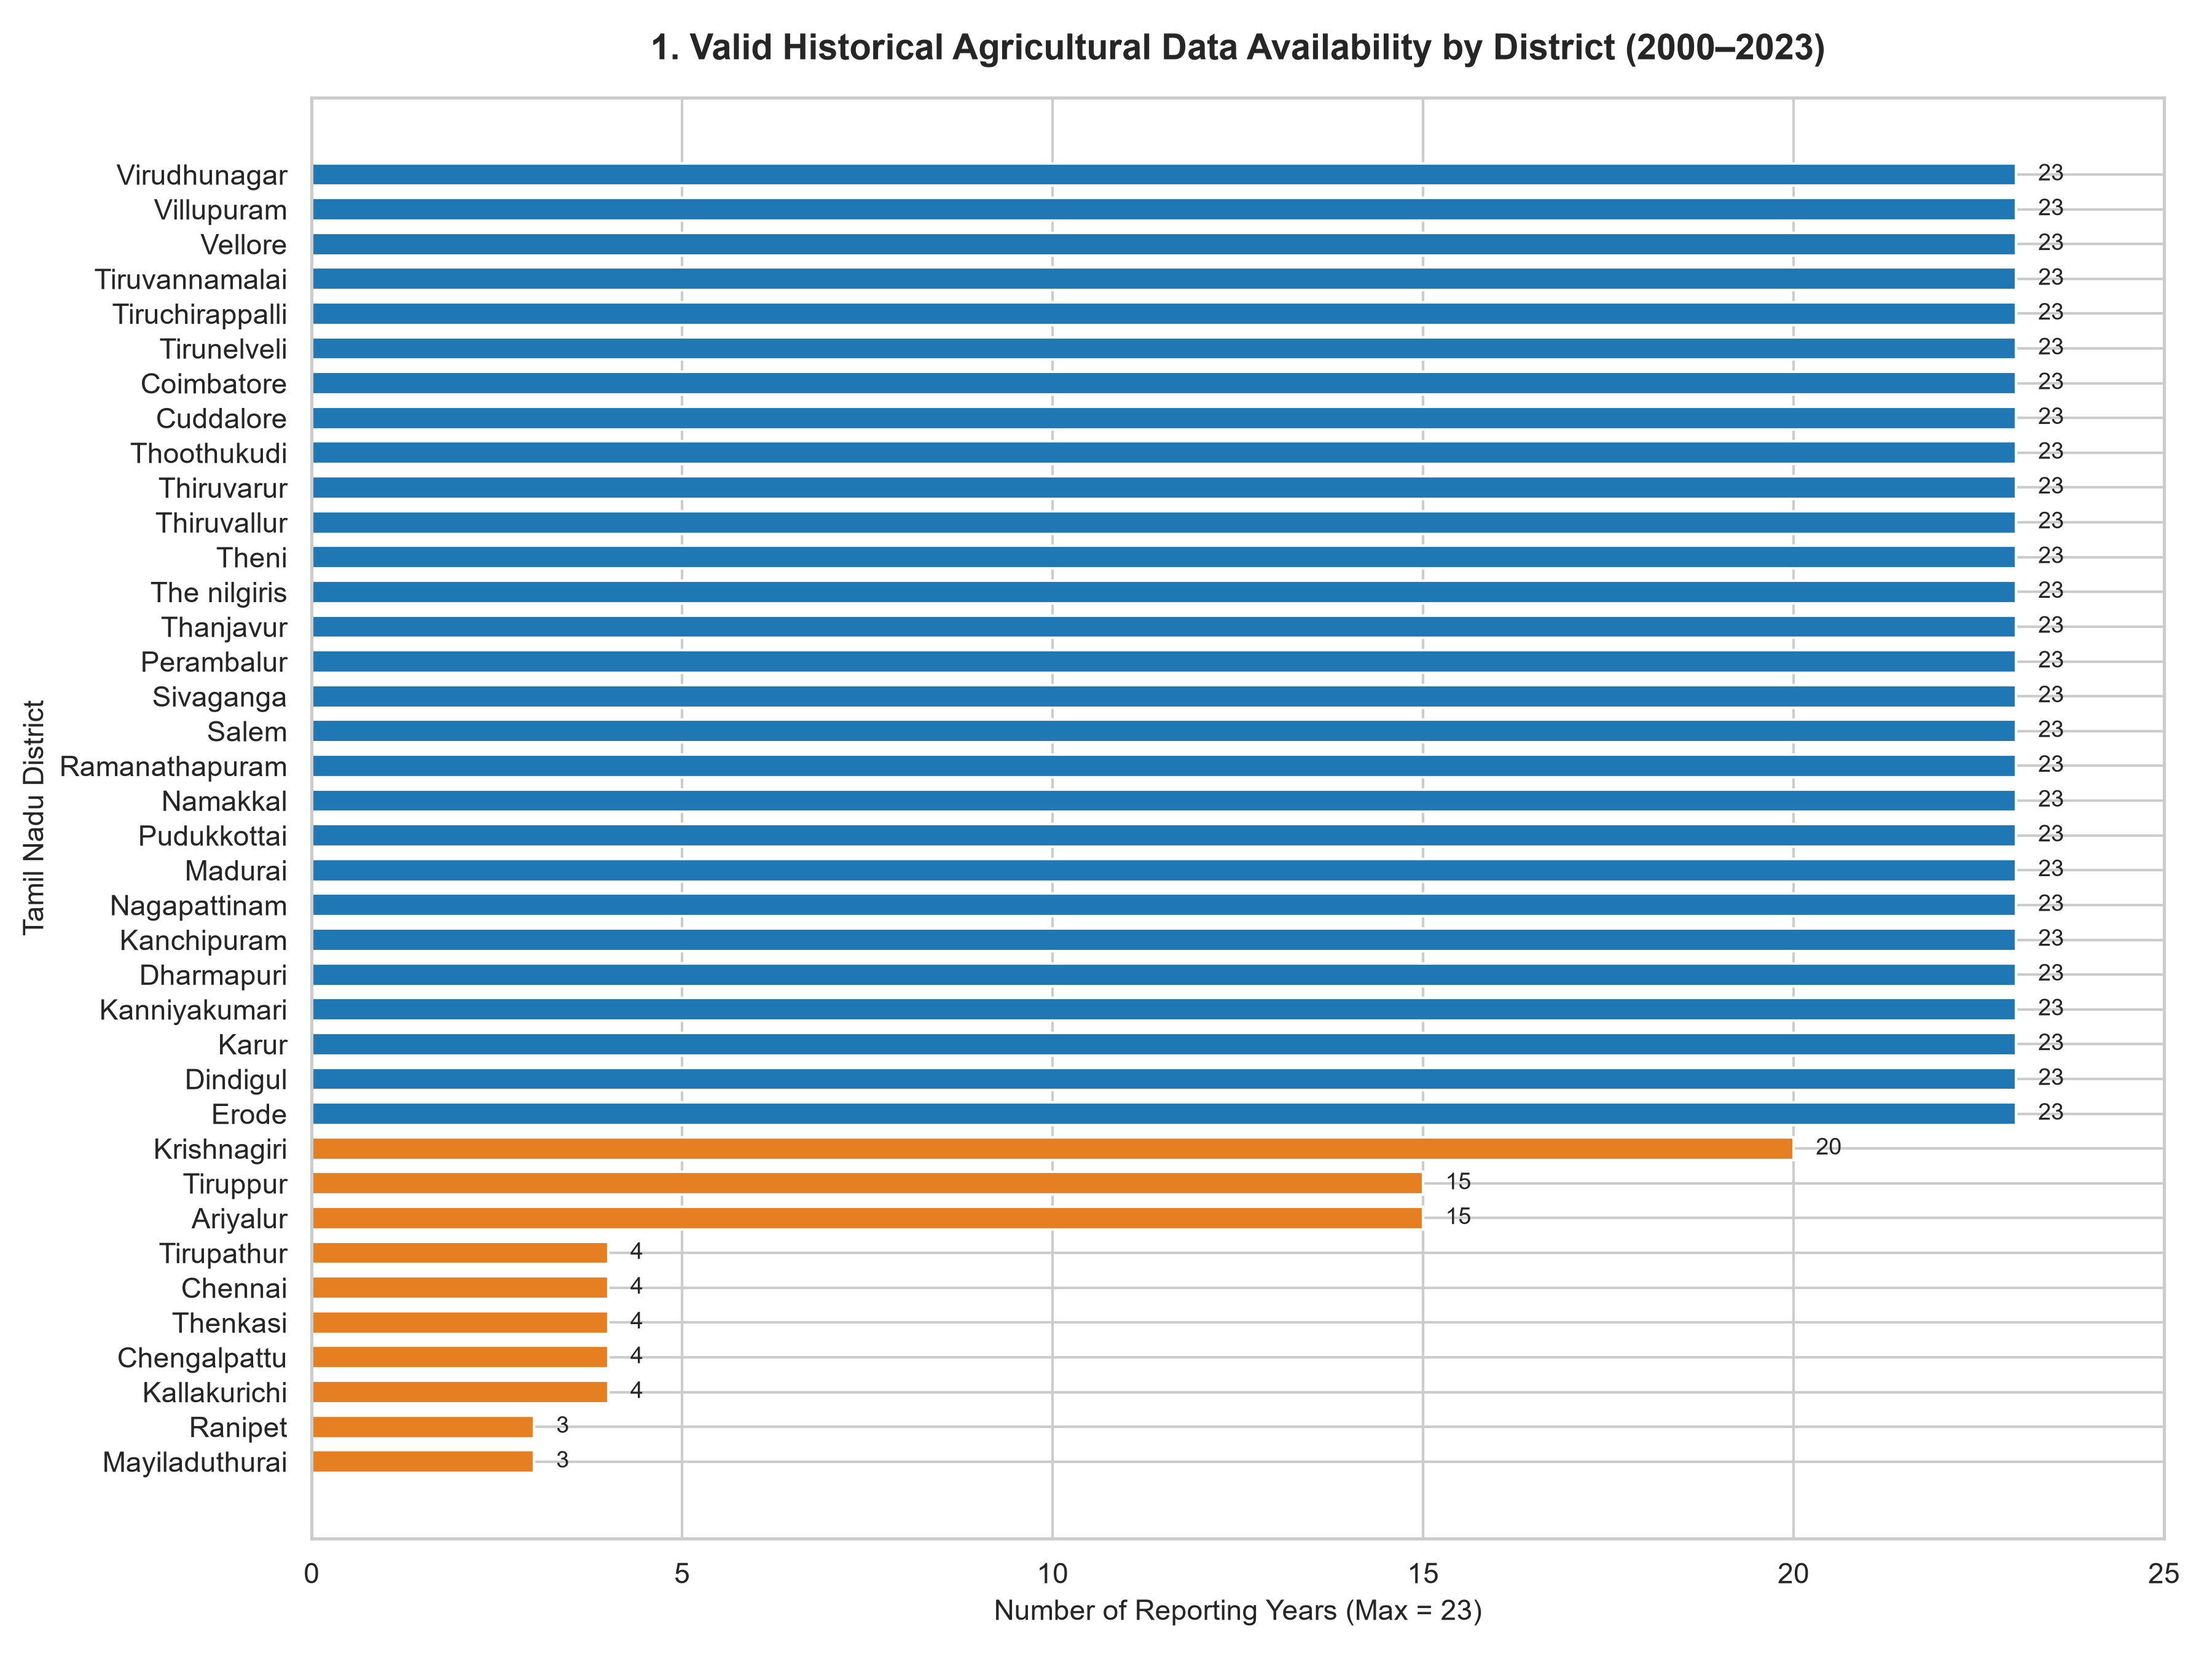 1. Valid Historical Agricultural Data Availability by District (2000–2023)
Tamil Nadu District
Virudhunagar 23
Villupuram 23
Vellore 23
Tiruvannamalai 23
Tiruchirappalli 23
Tirunelveli 23
Coimbatore 23
Cuddalore 23
Thoothukudi 23
Thiruvarur 23
Thiruvallur 23
Theni 23
The nilgiris 23
Thanjavur 23
Perambalur 23
Sivaganga 23
Salem 23
Ramanathapuram 23
Namakkal 23
Pudukkottai 23
Madurai 23
Nagapattinam 23
Kanchipuram 23
Dharmapuri 23
Kanniyakumari 23
Karur 23
Dindigul 23
Erode 23
Krishnagiri 20
Tiruppur 15
Ariyalur 15
Tirupathur 4
Chennai 4
Thenkasi 4
Chengalpattu 4
Kallakurichi 4
Ranipet 3
Mayiladuthurai 3
0 5 10 15 20 25
Number of Reporting Years (Max = 23)